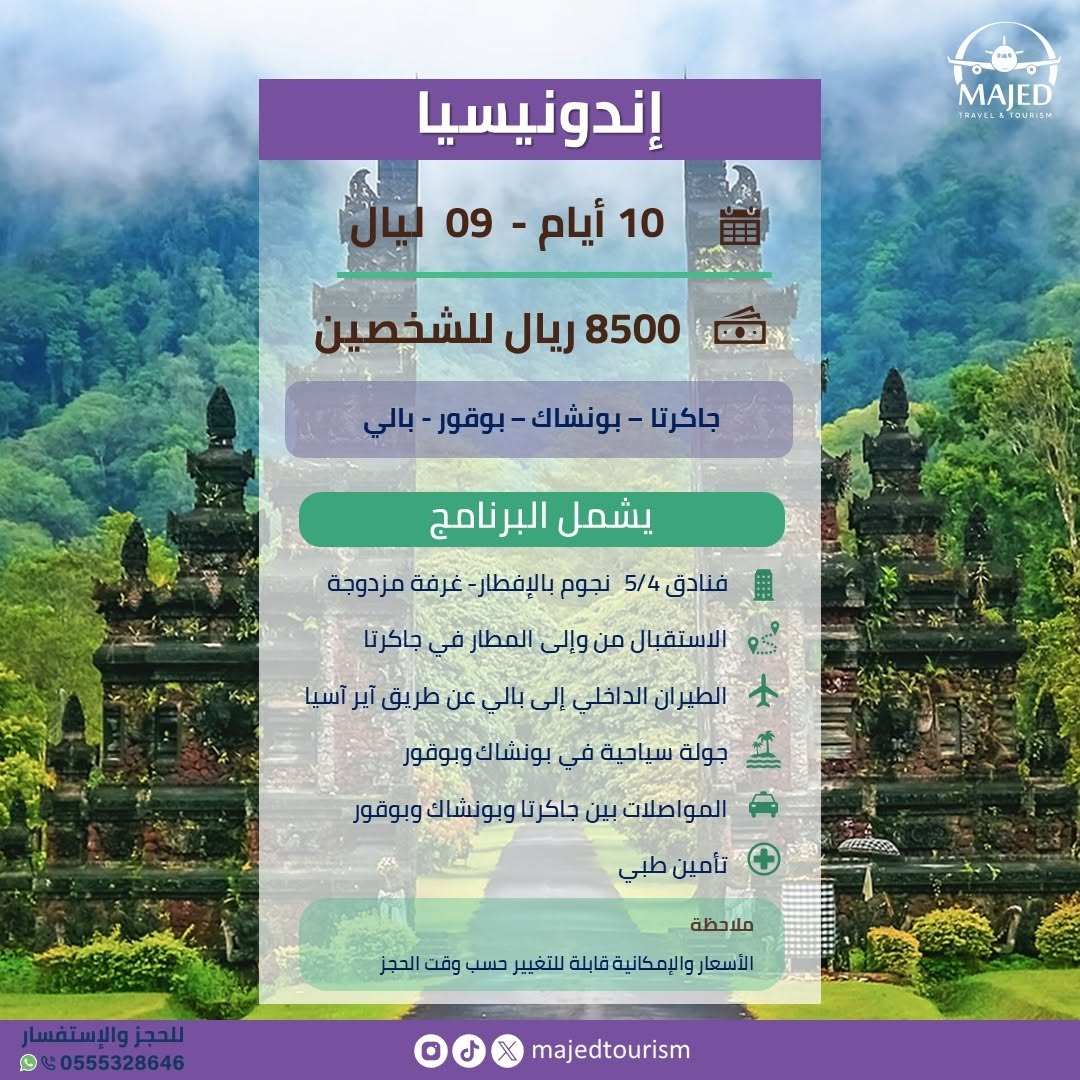 MAJED
TRAVEL & TOURISM
إندونيسيا
10 أيام - 09 ليال
8500 ريال للشخصين
جاكرتا – بونشاك – بوقور - بالي
يشمل البرنامج
فنادق 5/4 نجوم بالإفطار- غرفة مزدوجة
الاستقبال من وإلى المطار في جاكرتا
الطيران الداخلي إلى بالي عن طريق آير آسيا
جولة سياحية في بونشاك وبوقور
المواصلات بين جاكرتا وبونشاك وبوقور
تأمين طبي
ملاحظة
الأسعار والإمكانية قابلة للتغيير حسب وقت الحجز
للحجز والإستفسار
0555328646
majedtourism